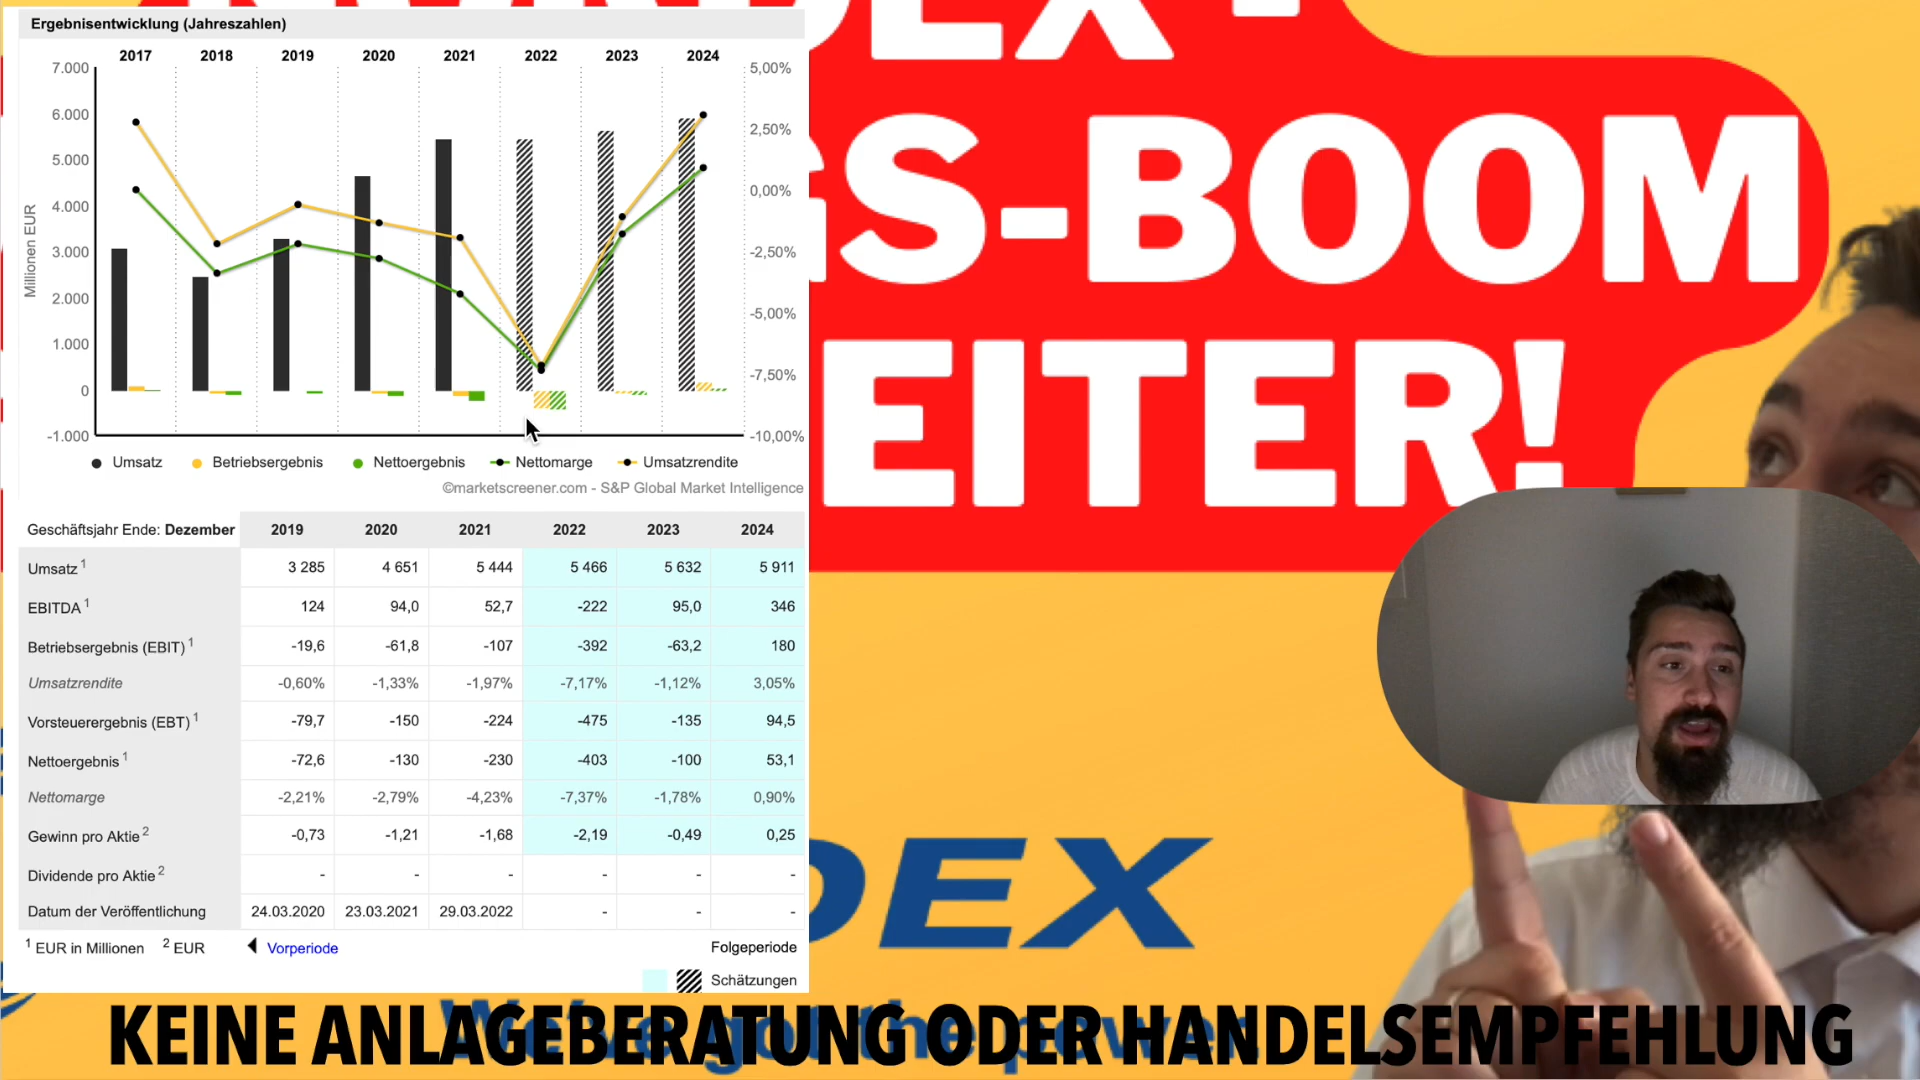 Ergebnisentwicklung (Jahreszahlen)
2017 2018 2019 2020 2021 2022 2023 2024
7.000 5,00%
6.000 2,50%
5.000
4.000 0,00%
3.000 -2,50%
2.000 -5,00%
1.000 -7,50%
0
-1.000 -10,00%
Millionen EUR
Umsatz Betriebsergebnis Nettoergebnis Nettomarge Umsatzrendite
©marketscreener.com - S&P Global Market Intelligence
Geschäftsjahr Ende: Dezember 2019 2020 2021 2022 2023 2024
Umsatz 1 3 285 4 651 5 444 5 466 5 632 5 911
EBITDA 1 124 94,0 52,7 -222 95,0 346
Betriebsergebnis (EBIT) 1 -19,6 -61,8 -107 -392 -63,2 180
Umsatzrendite -0,60% -1,33% -1,97% -7,17% -1,12% 3,05%
Vorsteuerergebnis (EBT) 1 -79,7 -150 -224 -475 -135 94,5
Nettoergebnis 1 -72,6 -130 -230 -403 -100 53,1
Nettomarge -2,21% -2,79% -4,23% -7,37% -1,78% 0,90%
Gewinn pro Aktie 2 -0,73 -1,21 -1,68 -2,19 -0,49 0,25
Dividende pro Aktie 2 - - - - - -
Datum der Veröffentlichung 24.03.2020 23.03.2021 29.03.2022 - - -
1 EUR in Millionen 2 EUR Vorperiode Folgeperiode
Schätzungen
DEX -
GS-BOOM
EITER!
DEX
We've got the power.
KEINE ANLAGEBERATUNG ODER HANDELSEMPFEHLUNG